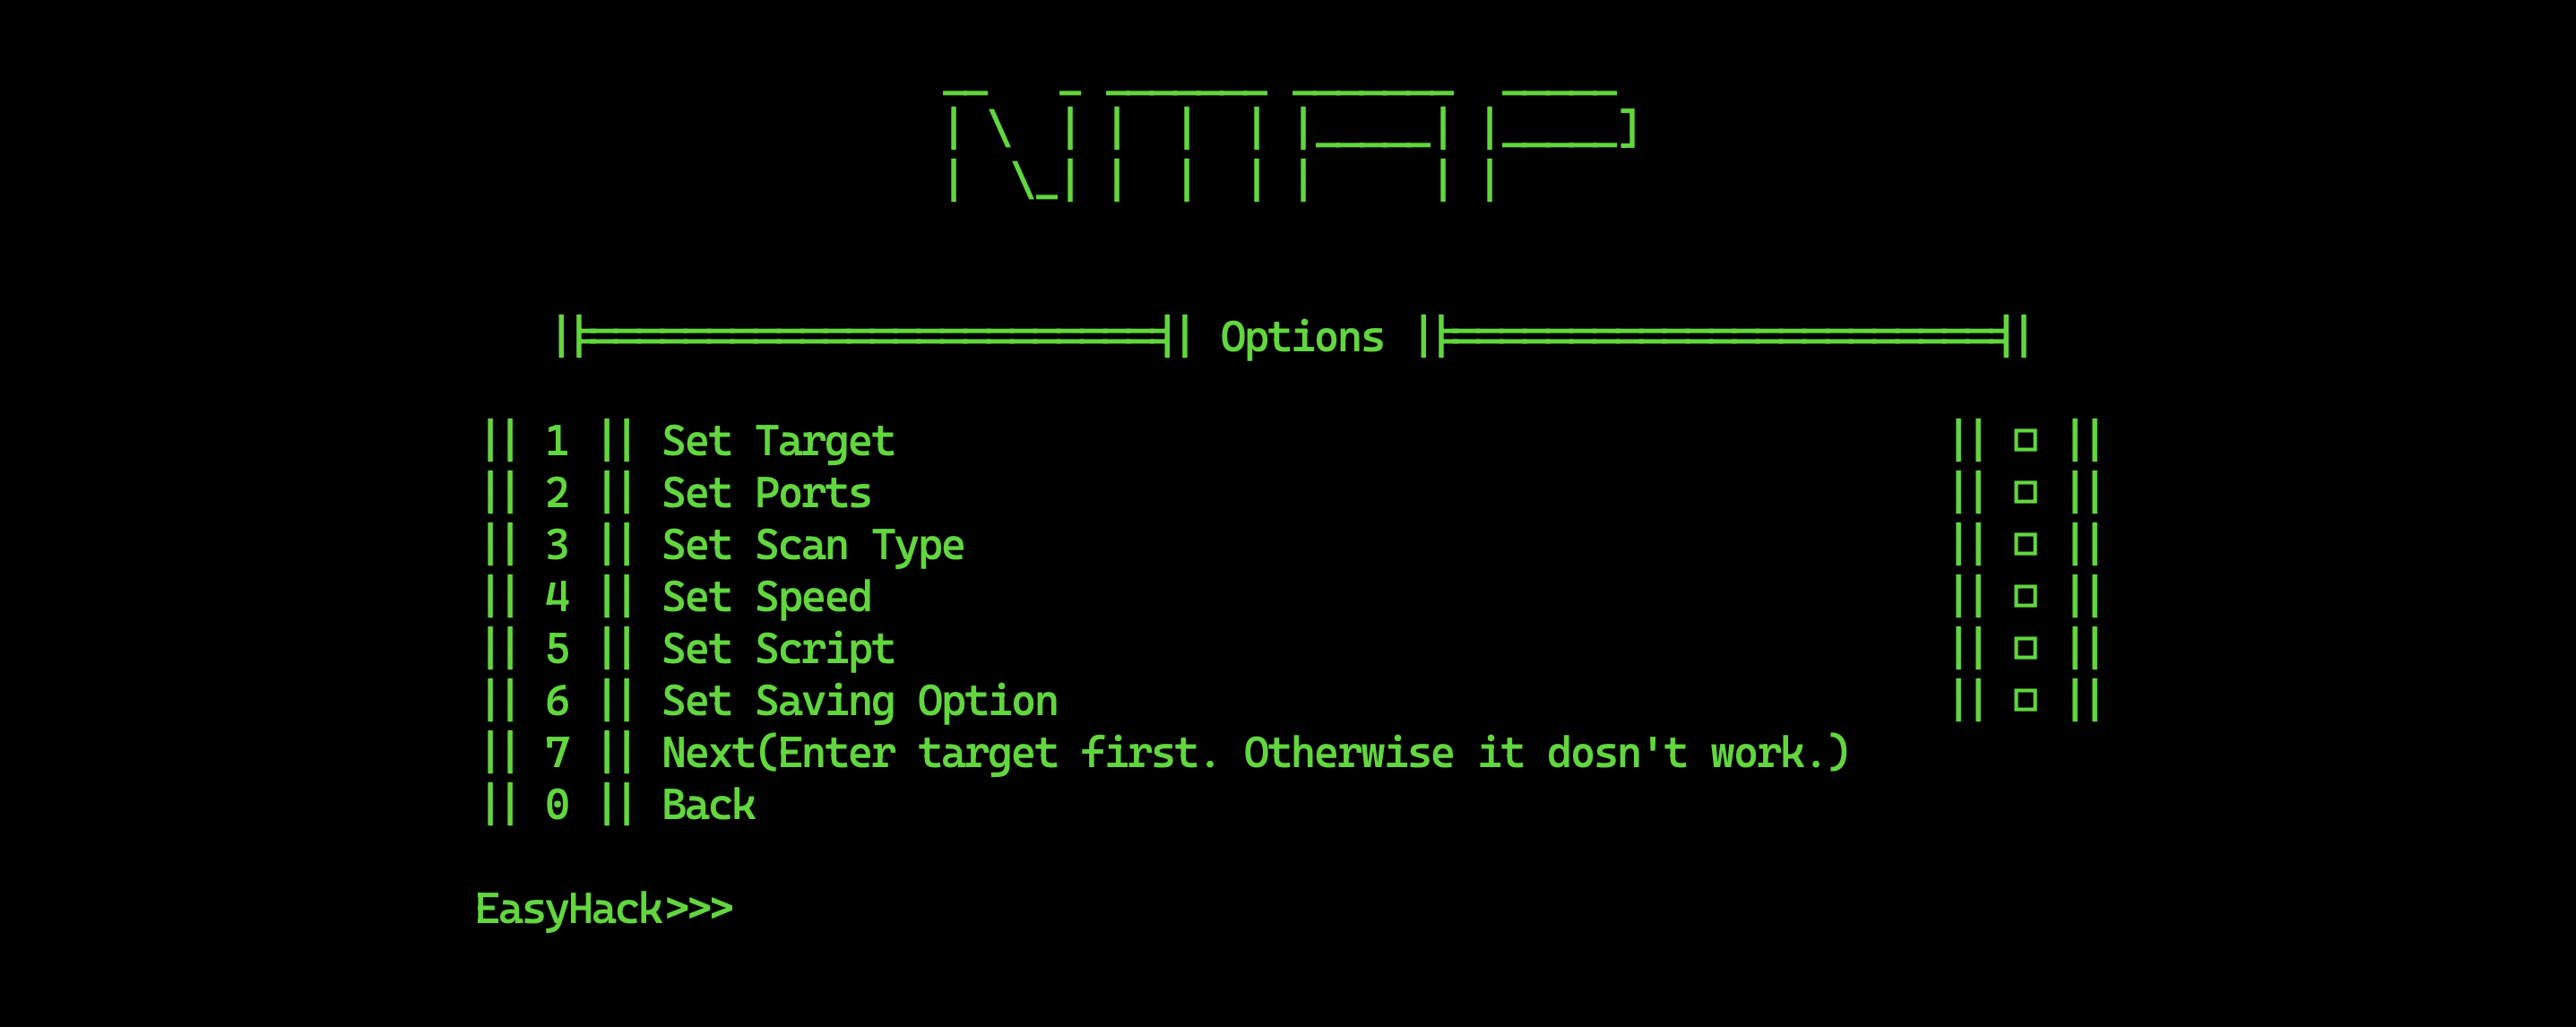 NMAP
|╞═════════════════════════╡| Options |╞════════════════════════╡|
|| 1 || Set Target || □ ||
|| 2 || Set Ports || □ ||
|| 3 || Set Scan Type || □ ||
|| 4 || Set Speed || □ ||
|| 5 || Set Script || □ ||
|| 6 || Set Saving Option || □ ||
|| 7 || Next(Enter target first. Otherwise it dosn't work.)
|| 0 || Back
EasyHack>>>